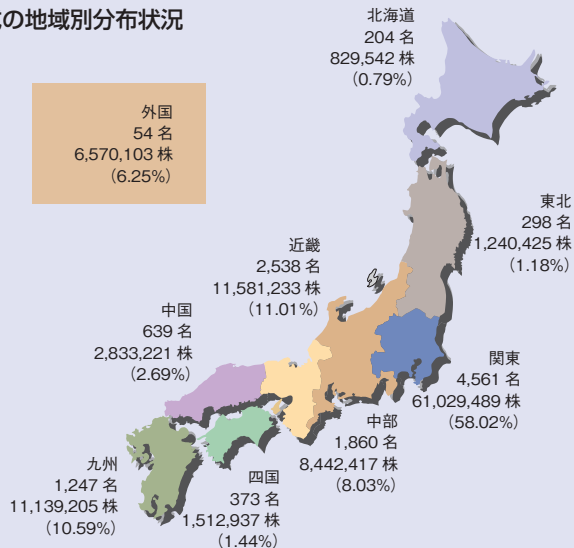 の地域別分布状況
北海道
204 名
829,542 株
(0.79%)
外国
54 名
6,570,103 株
(6.25%)
東北
298 名
1,240,425 株
(1.18%)
近畿
2,538 名
11,581,233 株
(11.01%)
中国
639 名
2,833,221 株
(2.69%)
関東
4,561 名
61,029,489 株
(58.02%)
中部
1,860 名
8,442,417 株
(8.03%)
九州
1,247 名
11,139,205 株
(10.59%)
四国
373 名
1,512,937 株
(1.44%)